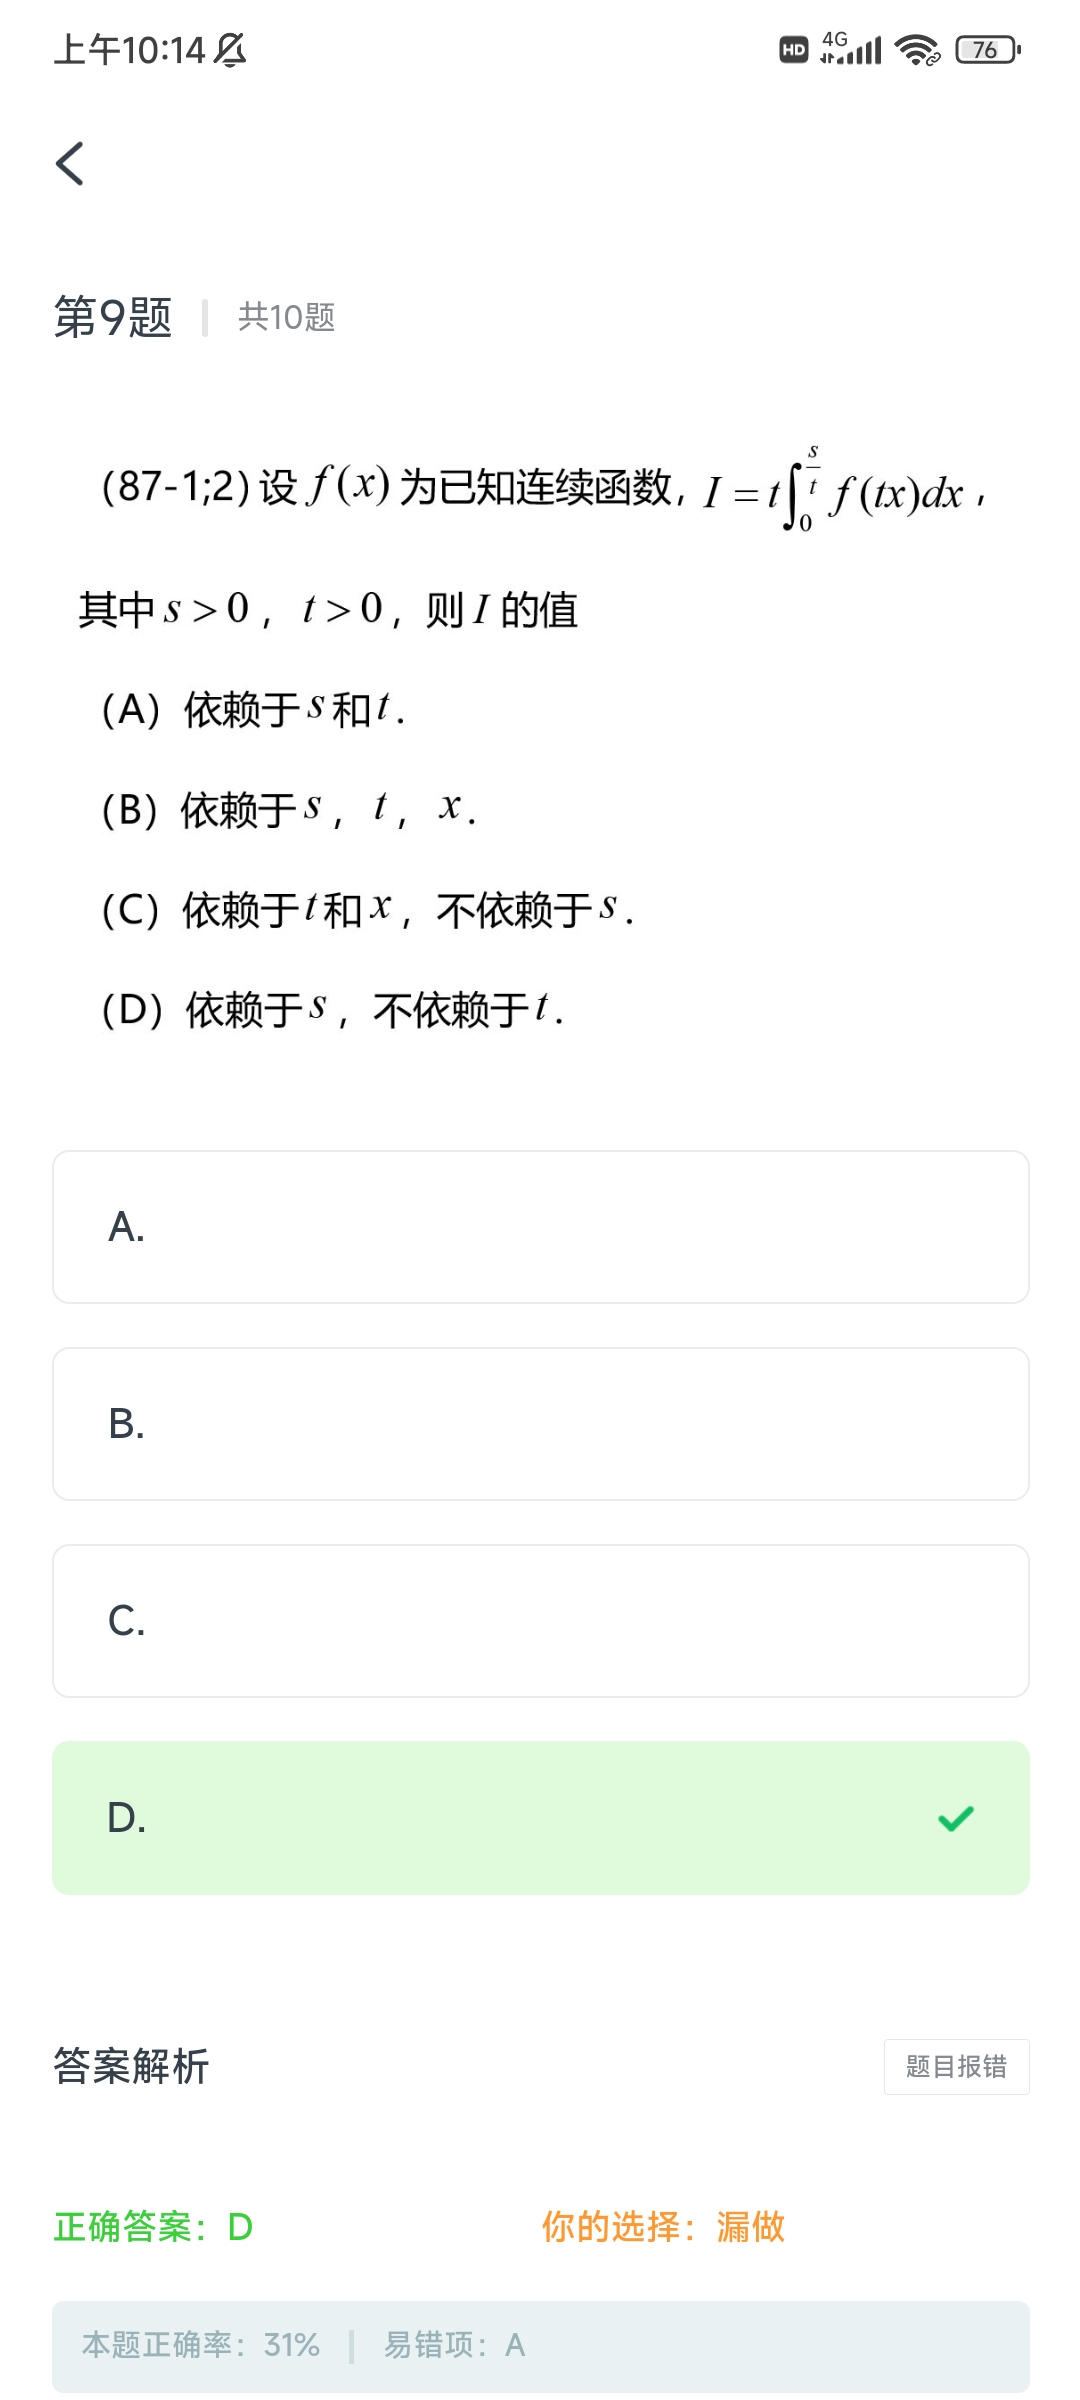 上午10:14
HD 4G 76
第9题 | 共10题
(87-1;2) 设 f(x) 为已知连续函数, I = t∫₀^{s/t} f(tx)dx ,
其中 s > 0 , t > 0, 则 I 的值
(A) 依赖于 s 和 t .
(B) 依赖于 s , t , x .
(C) 依赖于 t 和 x , 不依赖于 s .
(D) 依赖于 s , 不依赖于 t .
A.
B.
C.
D.
答案解析 题目报错
正确答案：D 你的选择：漏做
本题正确率：31% | 易错项：A